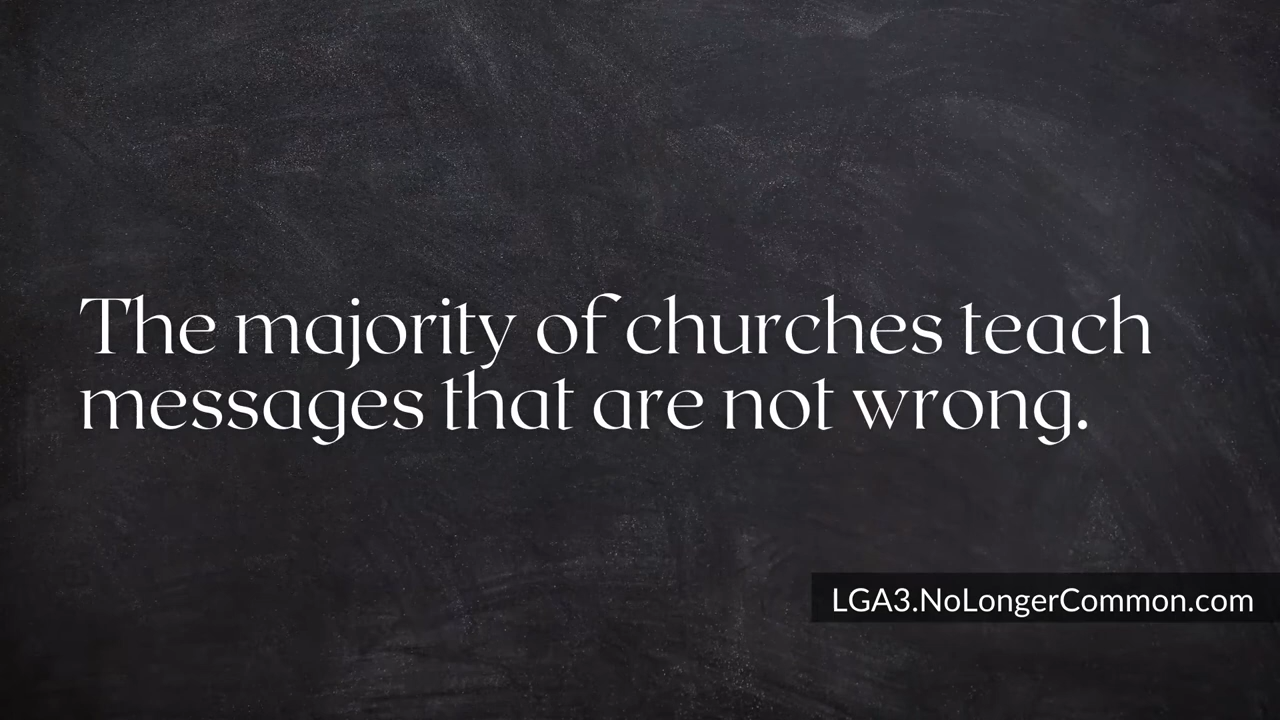 The majority of churches teach
messages that are not wrong.
LGA3.NoLongerCommon.com